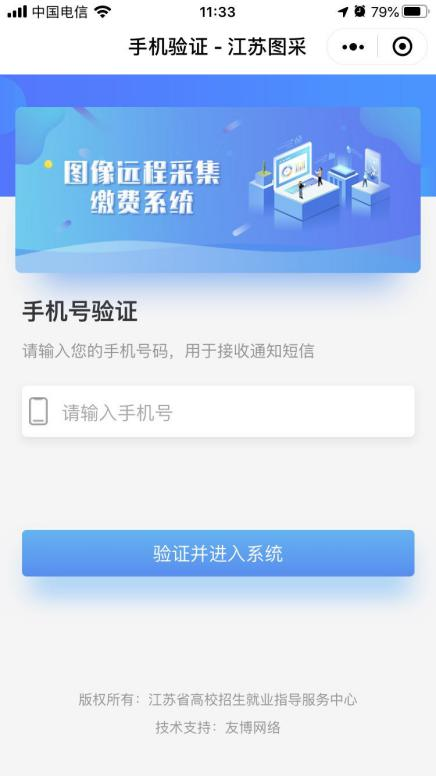 中国电信 11:33 79%
手机验证 - 江苏图采
图像远程采集
缴费系统
手机号验证
请输入您的手机号码，用于接收通知短信
请输入手机号
验证并进入系统
版权所有：江苏省高校招生就业指导服务中心
技术支持：友博网络